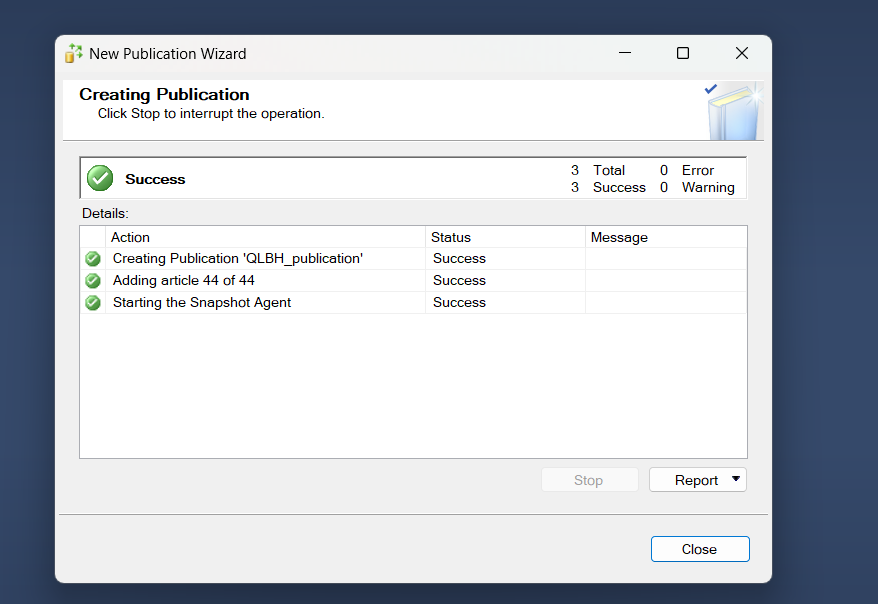 New Publication Wizard
Creating Publication
Click Stop to interrupt the operation.
Success
3 Total 0 Error
3 Success 0 Warning
Details:
Action Status Message
Creating Publication 'QLBH_publication' Success
Adding article 44 of 44 Success
Starting the Snapshot Agent Success
Stop Report
Close